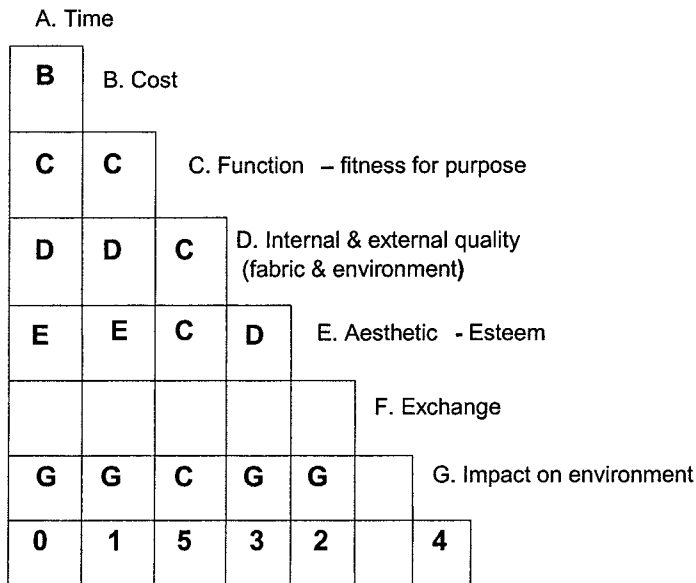 A. Time
B B. Cost
C C C. Function – fitness for purpose
D D C D. Internal & external quality
(fabric & environment)
E E C D E. Aesthetic - Esteem
F. Exchange
G G C G G G. Impact on environment
0 1 5 3 2 4